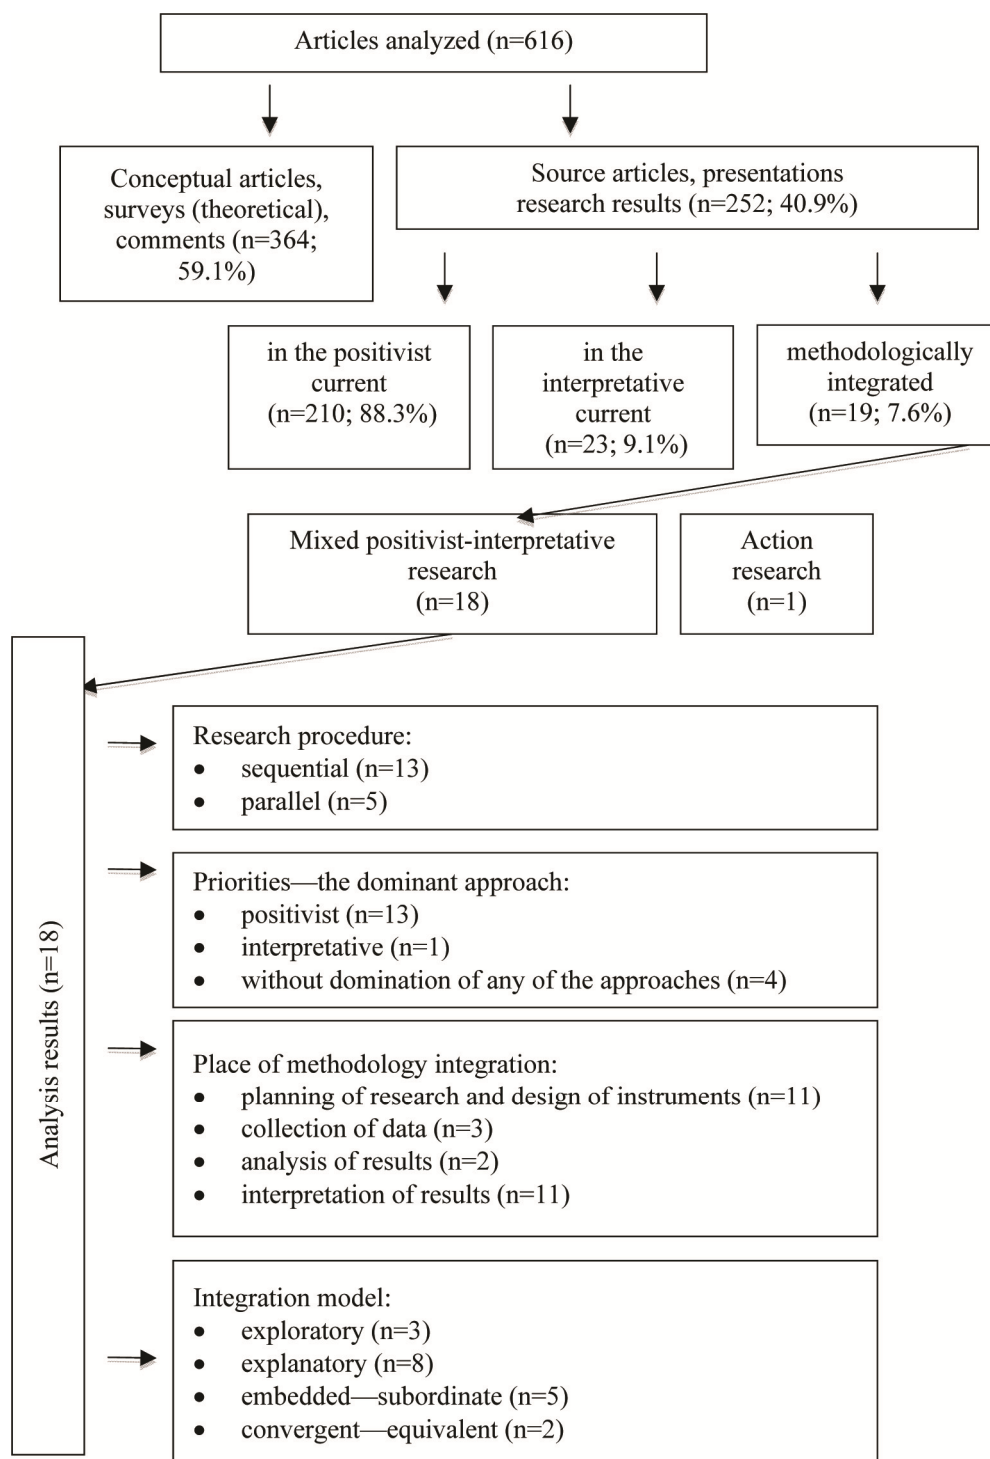 Articles analyzed (n=616)
Conceptual articles,
surveys (theoretical),
comments (n=364;
59.1%)
Source articles, presentations
research results (n=252; 40.9%)
in the positivist
current
(n=210; 88.3%)
in the
interpretative
current
(n=23; 9.1%)
methodologically
integrated
(n=19; 7.6%)
Mixed positivist-interpretative
research
(n=18)
Action
research
(n=1)
Analysis results (n=18)
Research procedure:
• sequential (n=13)
• parallel (n=5)
Priorities—the dominant approach:
• positivist (n=13)
• interpretative (n=1)
• without domination of any of the approaches (n=4)
Place of methodology integration:
• planning of research and design of instruments (n=11)
• collection of data (n=3)
• analysis of results (n=2)
• interpretation of results (n=11)
Integration model:
• exploratory (n=3)
• explanatory (n=8)
• embedded—subordinate (n=5)
• convergent—equivalent (n=2)